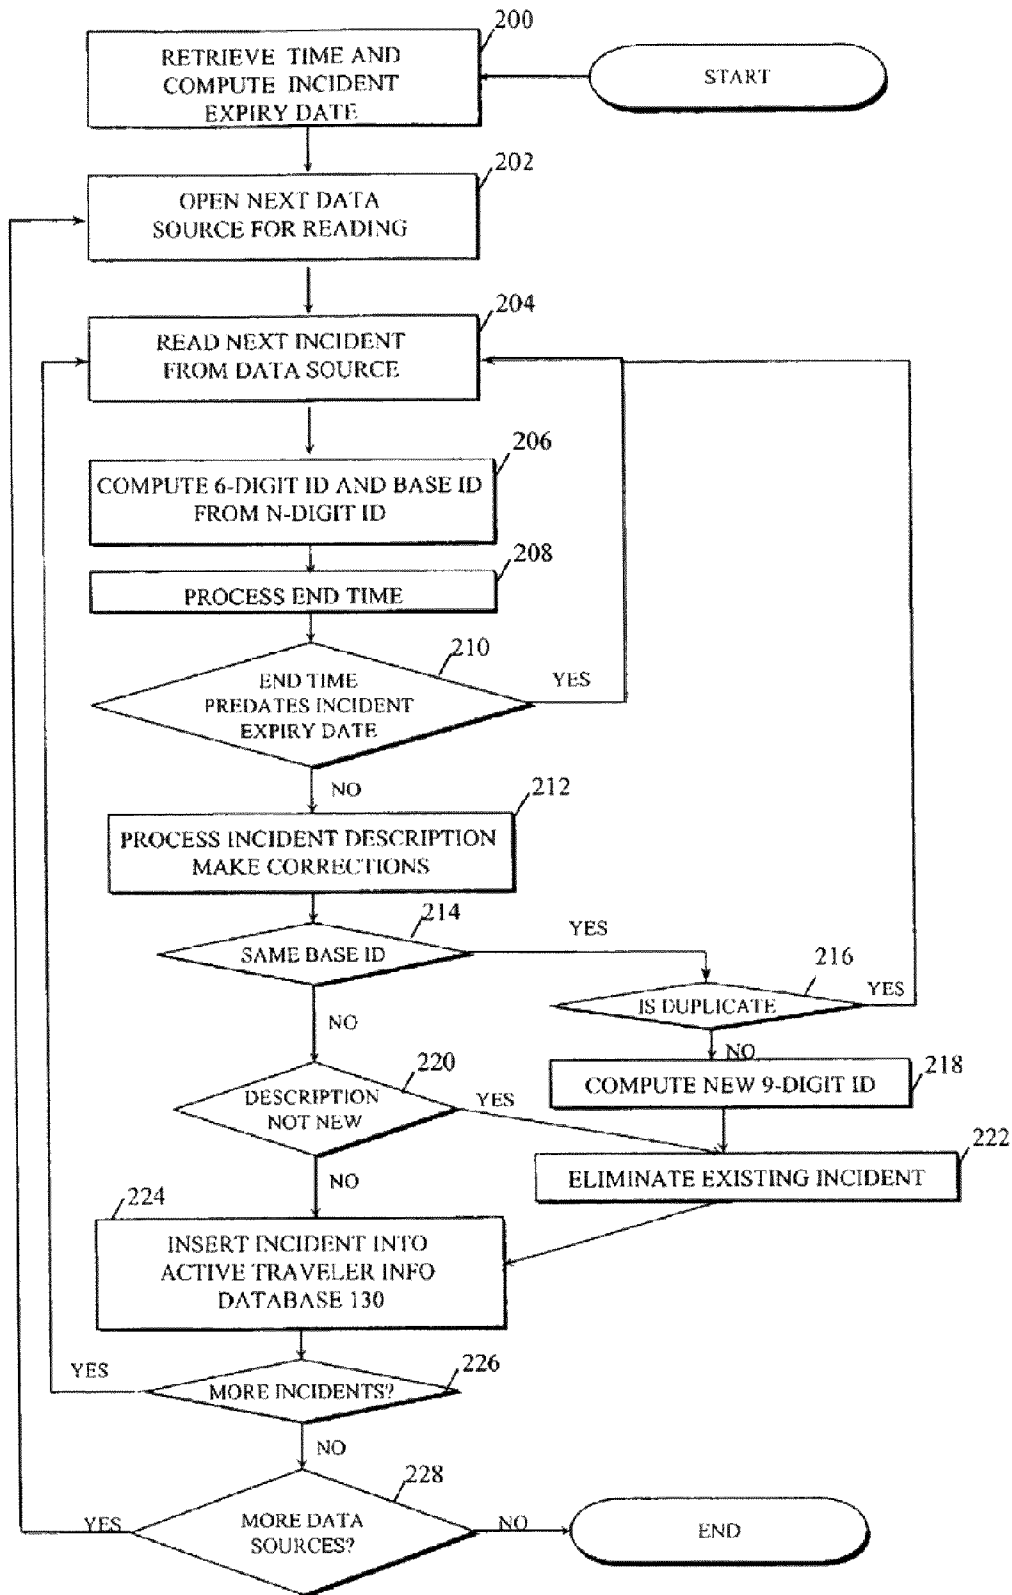 200
RETRIEVE TIME AND
COMPUTE INCIDENT
EXPIRY DATE
START
202
OPEN NEXT DATA
SOURCE FOR READING
204
READ NEXT INCIDENT
FROM DATA SOURCE
206
COMPUTE 6-DIGIT ID AND BASE ID
FROM N-DIGIT ID
208
PROCESS END TIME
210
END TIME
PREDATES INCIDENT
EXPIRY DATE
YES
NO
212
PROCESS INCIDENT DESCRIPTION
MAKE CORRECTIONS
214
SAME BASE ID
YES
216
IS DUPLICATE
YES
NO
NO
218
COMPUTE NEW 9-DIGIT ID
220
DESCRIPTION
NOT NEW
YES
222
ELIMINATE EXISTING INCIDENT
NO
224
INSERT INCIDENT INTO
ACTIVE TRAVELER INFO
DATABASE 130
226
MORE INCIDENTS?
YES
NO
228
MORE DATA
SOURCES?
YES
NO
END